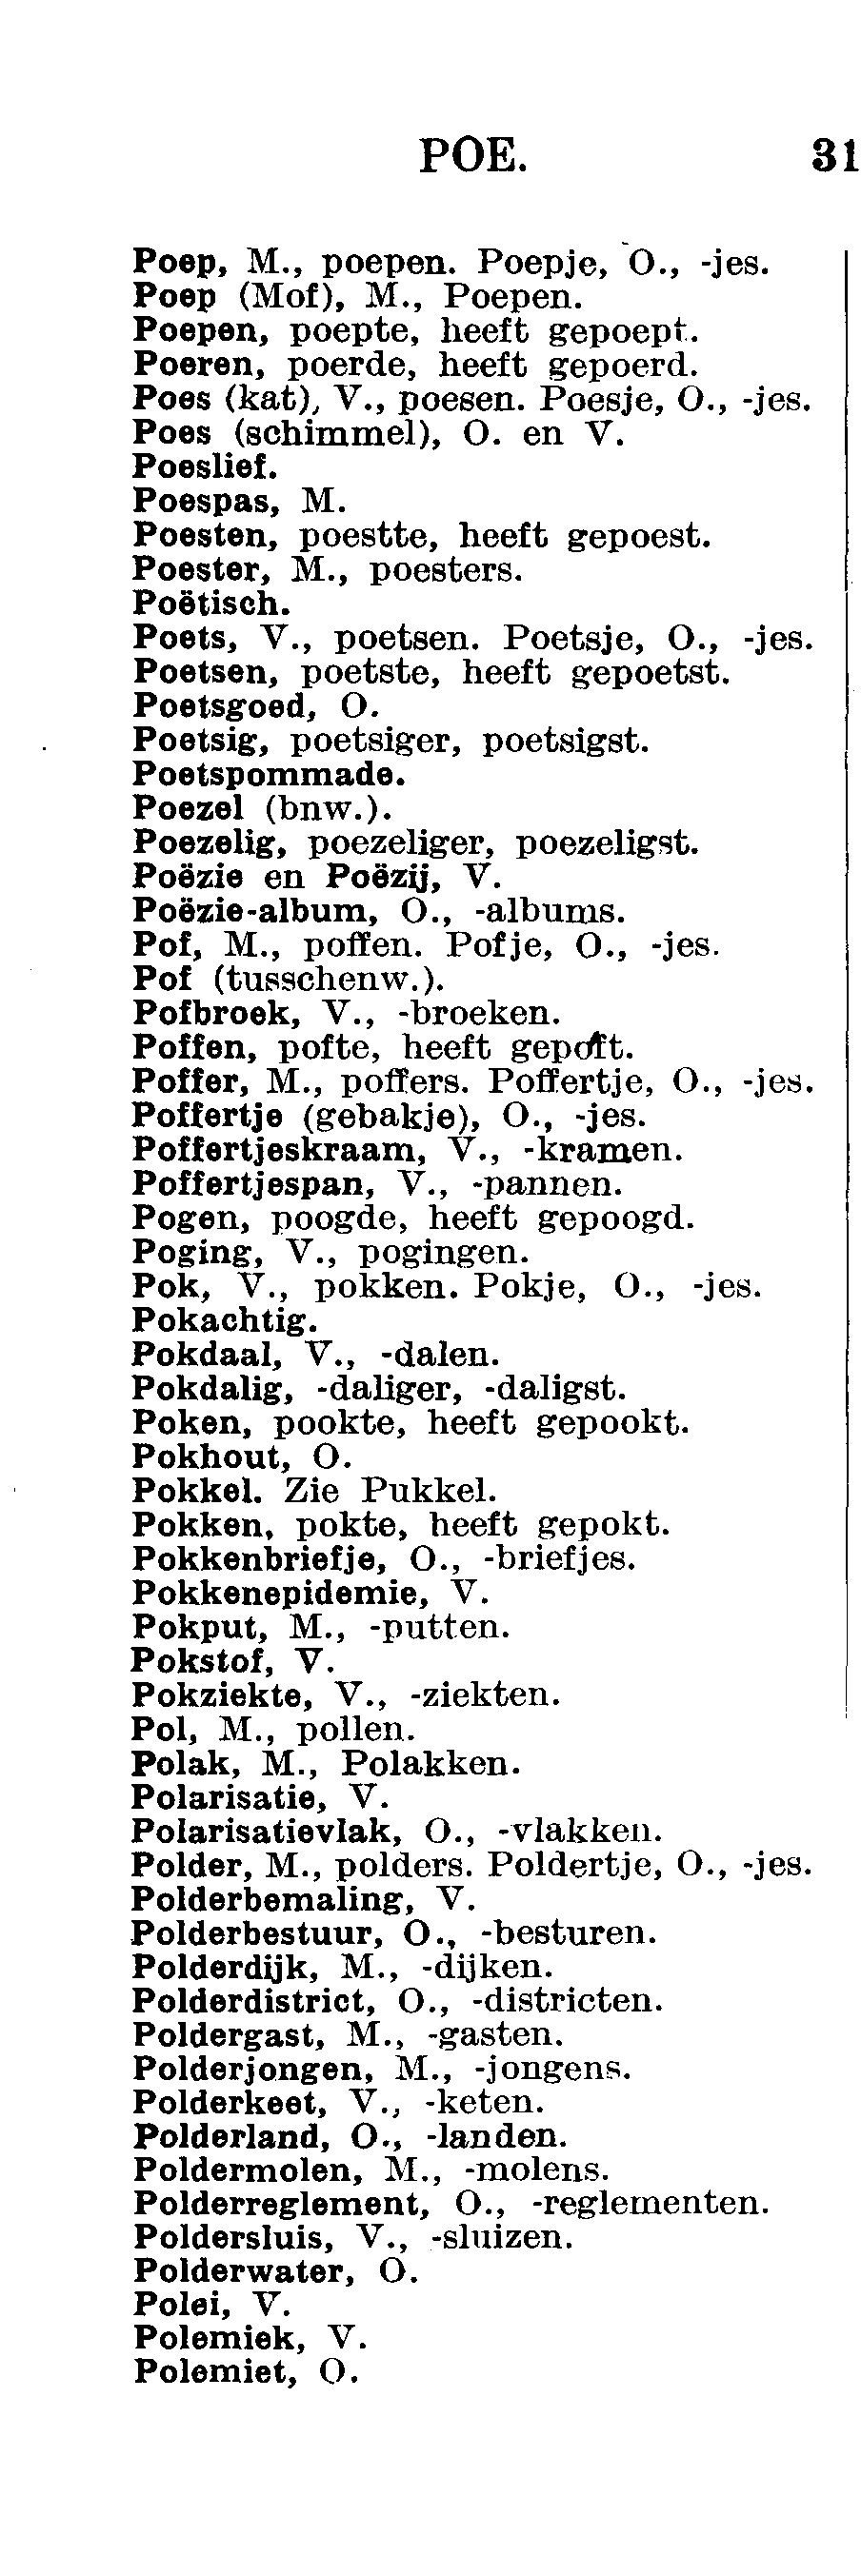 POE. 31
Poep, M., poepen. Poepje, O., -jes.
Poep (Mof), M., Poepen.
Poepen, poepte, heeft gepoept.
Poeren, poerde, heeft gepoerd.
Poes (kat), V., poesen. Poesje, O., -jes.
Poes (schimmel), O. en V.
Poeslief.
Poespas, M.
Poesten, poestte, heeft gepoest.
Poester, M., poesters.
Poëtisch.
Poets, V., poetsen. Poetsje, O., -jes.
Poetsen, poetste, heeft gepoetst.
Poetsgoed, O.
Poetsig, poetsiger, poetsigst.
Poetspommade.
Poezel (bnw.).
Poezelig, poezeliger, poezeligst.
Poëzie en Poëzij, V.
Poëzie-album, O., -albums.
Pof, M., poffen. Pofje, O., -jes.
Pof (tusschenw.).
Pofbroek, V., -broeken.
Poffen, pofte, heeft gepoft.
Poffer, M., poffers. Poffertje, O., -jes.
Poffertje (gebakje), O., -jes.
Poffertjeskraam, V., -kramen.
Poffertjespan, V., -pannen.
Pogen, poogde, heeft gepoogd.
Poging, V., pogingen.
Pok, V., pokken. Pokje, O., -jes.
Pokachtig.
Pokdaal, V., -dalen.
Pokdalig, -daliger, -daligst.
Poken, pookte, heeft gepookt.
Pokhout, O.
Pokkel. Zie Pukkel.
Pokken, pokte, heeft gepokt.
Pokkenbriefje, O., -briefjes.
Pokkenepidemie, V.
Pokput, M., -putten.
Pokstof, V.
Pokziekte, V., -ziekten.
Pol, M., pollen.
Polak, M., Polakken.
Polarisatie, V.
Polarisatievlak, O., -vlakken.
Polder, M., polders. Poldertje, O., -jes.
Polderbemaling, V.
Polderbestuur, O., -besturen.
Polderdijk, M., -dijken.
Polderdistrict, O., -districten.
Poldergast, M., -gasten.
Polderjongen, M., -jongens.
Polderkeet, V., -keten.
Polderland, O., -landen.
Poldermolen, M., -molens.
Polderreglement, O., -reglementen.
Poldersluis, V., -sluizen.
Polderwater, O.
Polei, V.
Polemiek, V.
Polemiet, O.